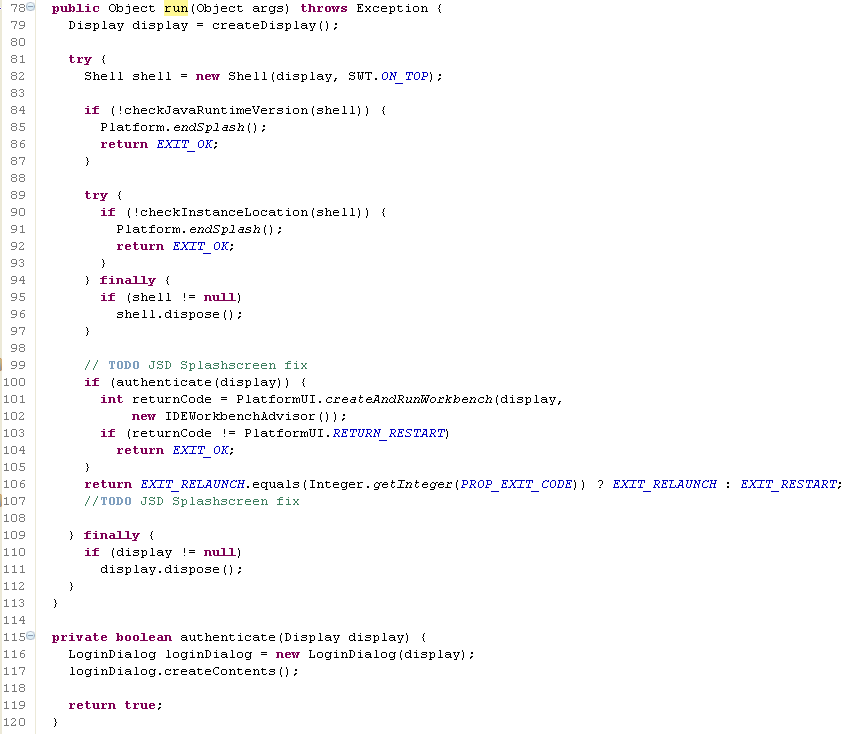 78 public Object run(Object args) throws Exception {
79 Display display = createDisplay();
80
81 try {
82 Shell shell = new Shell(display, SWT.ON_TOP);
83
84 if (!checkJavaRuntimeVersion(shell)) {
85 Platform.endSplash();
86 return EXIT_OK;
87 }
88
89 try {
90 if (!checkInstanceLocation(shell)) {
91 Platform.endSplash();
92 return EXIT_OK;
93 }
94 } finally {
95 if (shell != null)
96 shell.dispose();
97 }
98
99 // TODO JSD Splashscreen fix
100 if (authenticate(display)) {
101 int returnCode = PlatformUI.createAndRunWorkbench(display,
102 new IDEWorkbenchAdvisor());
103 if (returnCode != PlatformUI.RETURN_RESTART)
104 return EXIT_OK;
105 }
106 return EXIT_RELAUNCH.equals(Integer.getInteger(PROP_EXIT_CODE)) ? EXIT_RELAUNCH : EXIT_RESTART;
107 //TODO JSD Splashscreen fix
108
109 } finally {
110 if (display != null)
111 display.dispose();
112 }
113 }
114
115 private boolean authenticate(Display display) {
116 LoginDialog loginDialog = new LoginDialog(display);
117 loginDialog.createContents();
118
119 return true;
120 }